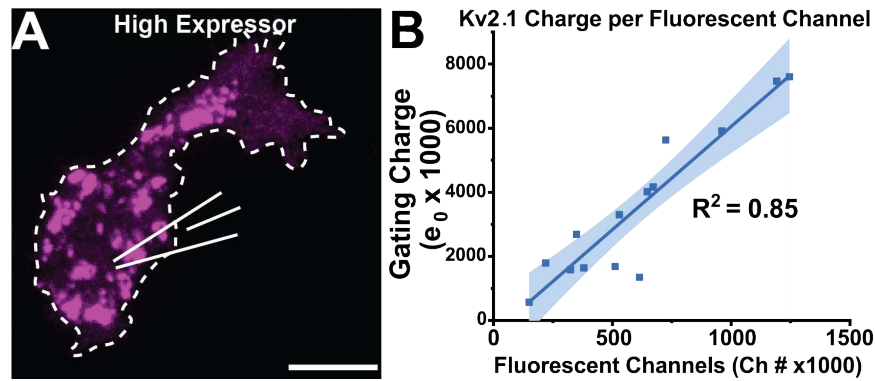 A
High Expressor
B
Kv2.1 Charge per Fluorescent Channel
Gating Charge
(e₀ x 1000)
8000
6000
4000
2000
0
R² = 0.85
0
500
1000
1500
Fluorescent Channels (Ch # x1000)